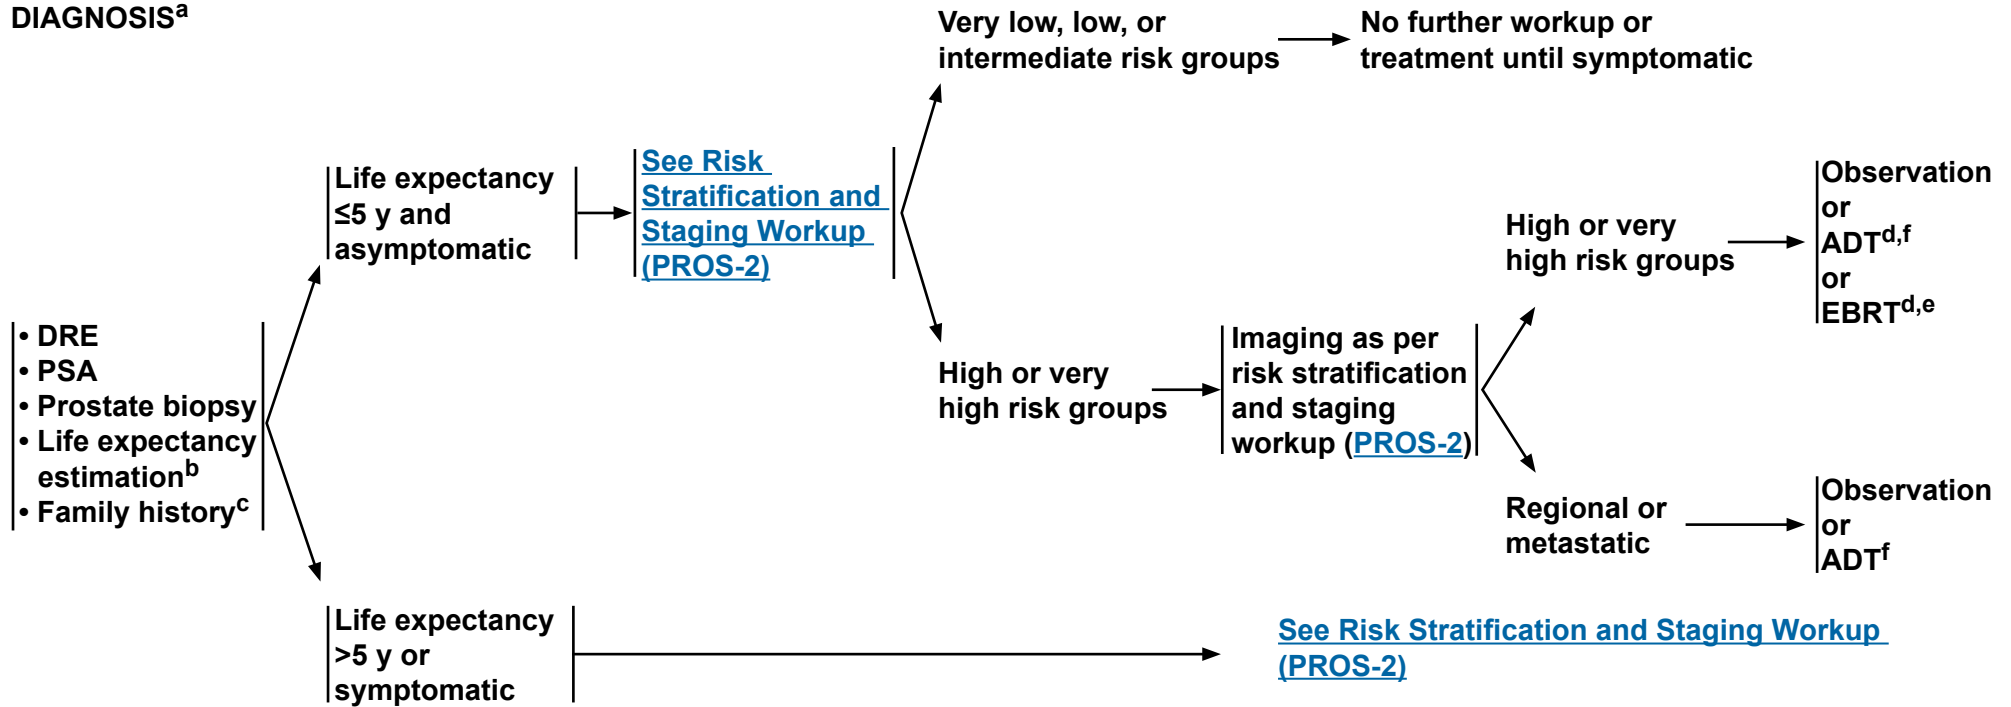 DIAGNOSISa
• DRE
• PSA
• Prostate biopsy
• Life expectancy
estimationb
• Family historyc
Life expectancy
≤5 y and
asymptomatic
See Risk
Stratification and
Staging Workup
(PROS-2)
Very low, low, or
intermediate risk groups
No further workup or
treatment until symptomatic
High or very
high risk groups
Imaging as per
risk stratification
and staging
workup (PROS-2)
High or very
high risk groups
Observation
or
ADTd,f
or
EBRTd,e
Regional or
metastatic
Observation
or
ADTf
Life expectancy
>5 y or
symptomatic
See Risk Stratification and Staging Workup
(PROS-2)